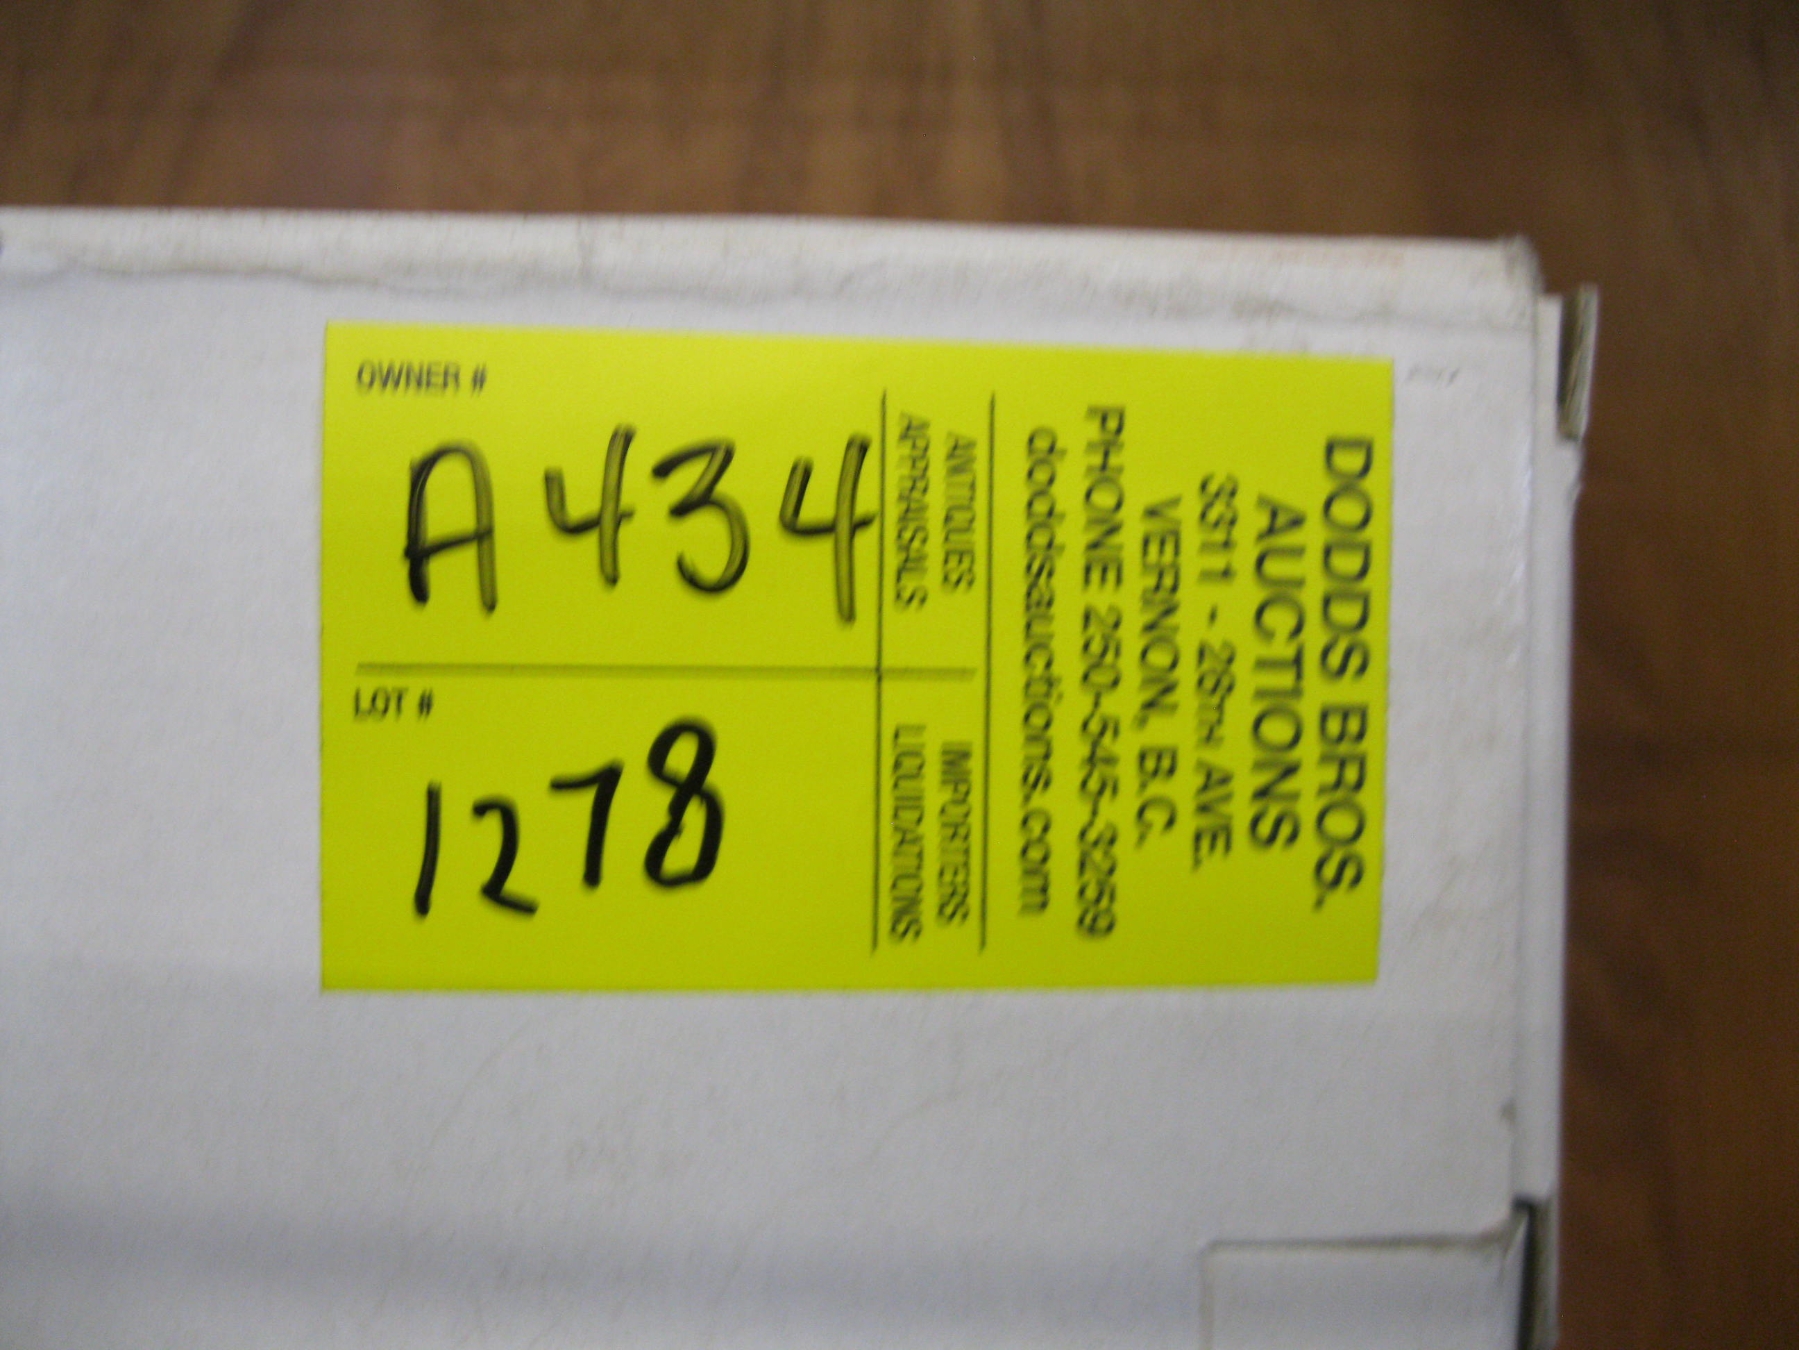 DODDS BROS.
AUCTIONS
3311 - 26TH AVE.
VERNON, B.C.
PHONE 250-545-3259
doddsauctions.com
ANTIQUES
APPRAISALS
IMPORTERS
LIQUIDATIONS
OWNER #
A434
LOT #
1278